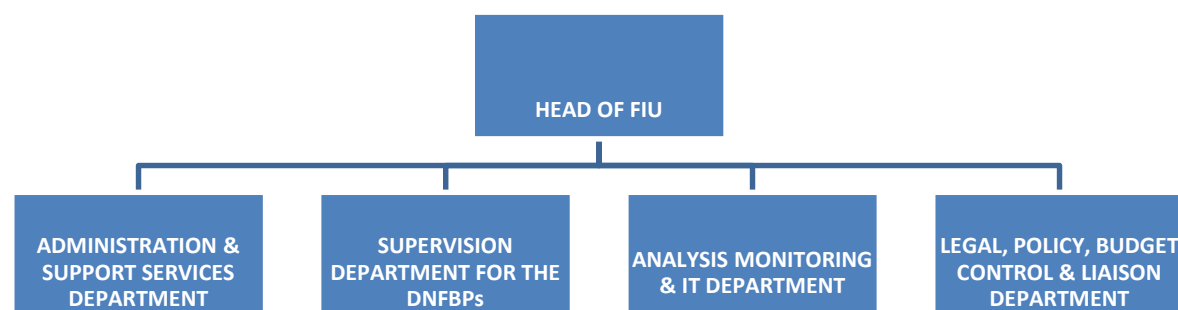 HEAD OF FIU
ADMINISTRATION &
SUPPORT SERVICES
DEPARTMENT
SUPERVISION
DEPARTMENT FOR THE
DNFBPs
ANALYSIS MONITORING
& IT DEPARTMENT
LEGAL, POLICY, BUDGET
CONTROL & LIAISON
DEPARTMENT